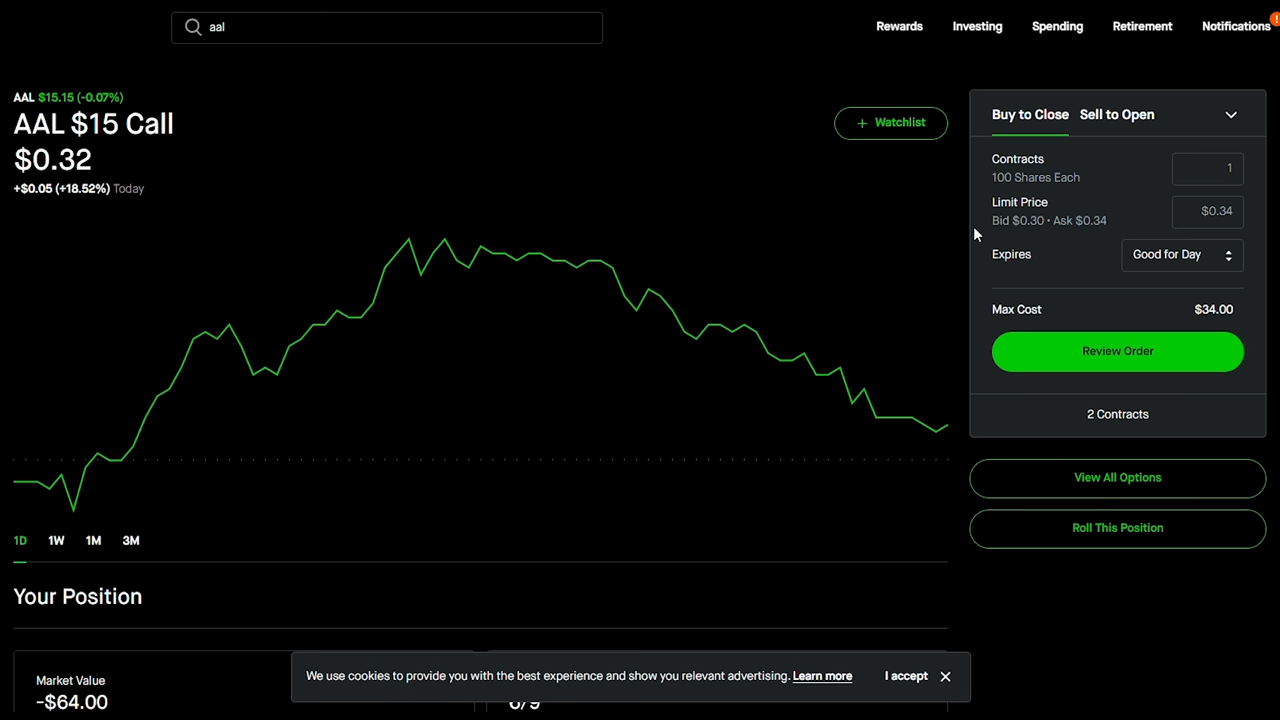 aal
Rewards
Investing
Spending
Retirement
Notifications
!
AAL $15.15 (-0.07%)
AAL $15 Call
$0.32
+$0.05 (+18.52%) Today
+ Watchlist
1D 1W 1M 3M
Your Position
Market Value
-$64.00
6/9
Buy to Close Sell to Open
Contracts
100 Shares Each
1
Limit Price
Bid $0.30 • Ask $0.34
$0.34
Expires
Good for Day
Max Cost
$34.00
Review Order
2 Contracts
View All Options
Roll This Position
We use cookies to provide you with the best experience and show you relevant advertising. Learn more
I accept